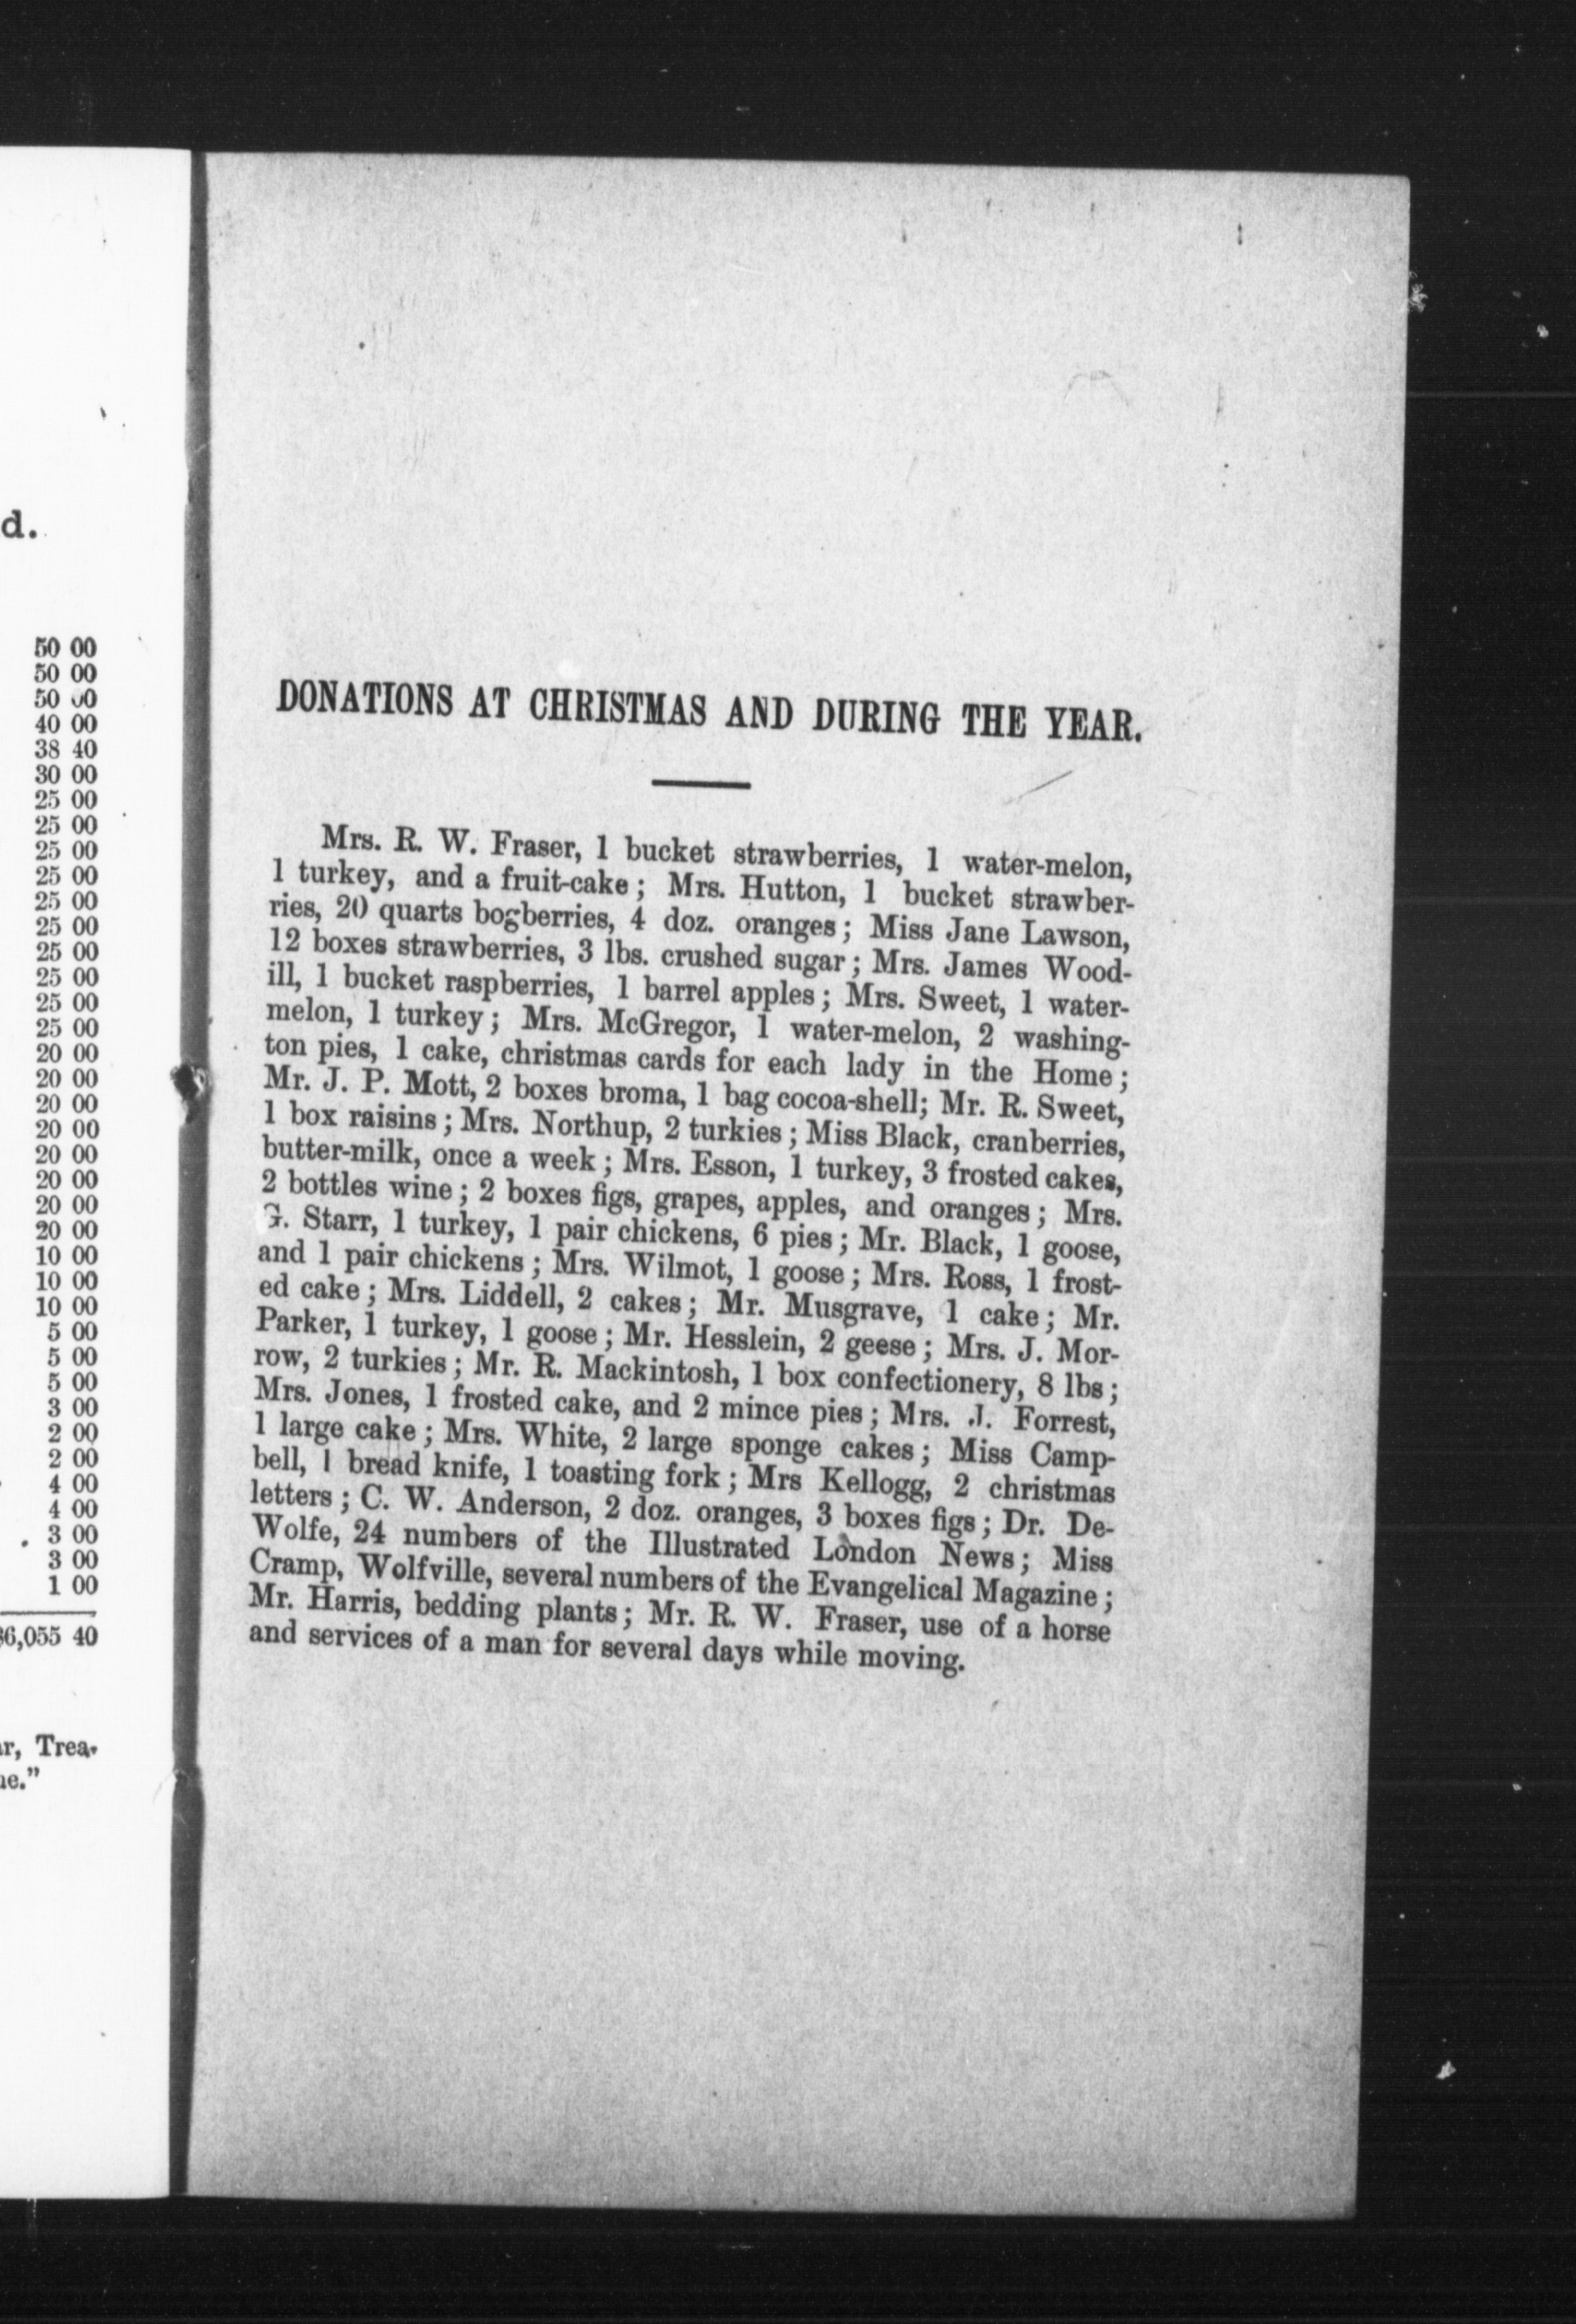 d.
50 00
50 00
50 00
40 00
38 40
30 00
25 00
25 00
25 00
25 00
25 00
25 00
25 00
25 00
25 00
25 00
20 00
20 00
20 00
20 00
20 00
20 00
20 00
20 00
10 00
10 00
10 00
5 00
5 00
5 00
3 00
2 00
2 00
4 00
4 00
. 3 00
3 00
1 00
6,055 40
Trea-
DONATIONS AT CHRISTMAS AND DURING THE YEAR.
Mrs. R. W. Fraser, 1 bucket strawberries, 1 water-melon,
1 turkey, and a fruit-cake; Mrs. Hutton, 1 bucket strawber-
ries, 20 quarts bogberries, 4 doz. oranges; Miss Jane Lawson,
12 boxes strawberries, 3 lbs. crushed sugar; Mrs. James Wood-
ill, 1 bucket raspberries, 1 barrel apples; Mrs. Sweet, 1 water-
melon, 1 turkey; Mrs. McGregor, 1 water-melon, 2 washing-
ton pies, 1 cake, christmas cards for each lady in the Home;
Mr. J. P. Mott, 2 boxes broma, 1 bag cocoa-shell; Mr. R. Sweet,
1 box raisins; Mrs. Northup, 2 turkies; Miss Black, cranberries,
butter-milk, once a week; Mrs. Esson, 1 turkey, 3 frosted cakes,
2 bottles wine; 2 boxes figs, grapes, apples, and oranges; Mrs.
G. Starr, 1 turkey, 1 pair chickens, 6 pies; Mr. Black, 1 goose,
and 1 pair chickens; Mrs. Wilmot, 1 goose; Mrs. Ross, 1 frost-
ed cake; Mrs. Liddell, 2 cakes; Mr. Musgrave, 1 cake; Mr.
Parker, 1 turkey, 1 goose; Mr. Hesslein, 2 geese; Mrs. J. Mor-
row, 2 turkies; Mr. R. Mackintosh, 1 box confectionery, 8 lbs;
Mrs. Jones, 1 frosted cake, and 2 mince pies; Mrs. J. Forrest,
1 large cake; Mrs. White, 2 large sponge cakes; Miss Camp-
bell, 1 bread knife, 1 toasting fork; Mrs Kellogg, 2 christmas
letters; C. W. Anderson, 2 doz. oranges, 3 boxes figs; Dr. De-
Wolfe, 24 numbers of the Illustrated London News; Miss
Cramp, Wolfville, several numbers of the Evangelical Magazine;
Mr. Harris, bedding plants; Mr. R. W. Fraser, use of a horse
and services of a man for several days while moving.